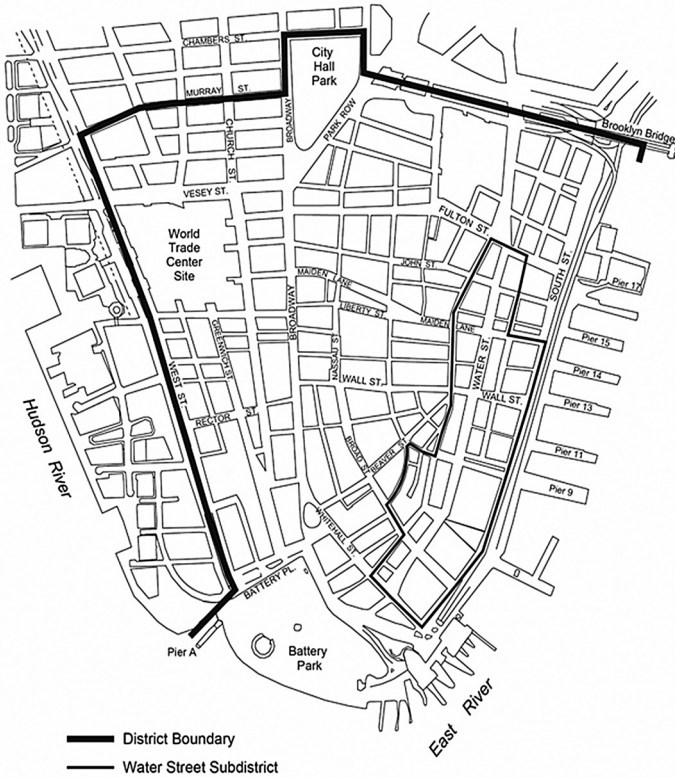 CHAMBERS ST.
City
Hall
Park
MURRAY ST.
BROADWAY
PARK ROW
CHURCH ST.
Brooklyn Bridge
VESEY ST.
FULTON ST.
World
Trade
Center
Site
JOHN ST.
SOUTH ST.
MAIDEN LANE
Pier 17
BROADWAY
LIBERTY ST
MAIDEN LANE
GREENWICH ST.
NASSAU ST
WATER ST.
Pier 15
WEST ST.
WALL ST.
Pier 14
WALL ST.
Pier 13
RECTOR ST.
Hudson River
BROAD ST
BEAVER ST.
Pier 11
Pier 9
WHITEHALL ST.
BATTERY PL.
Pier A
Battery
Park
East River
District Boundary
Water Street Subdistrict